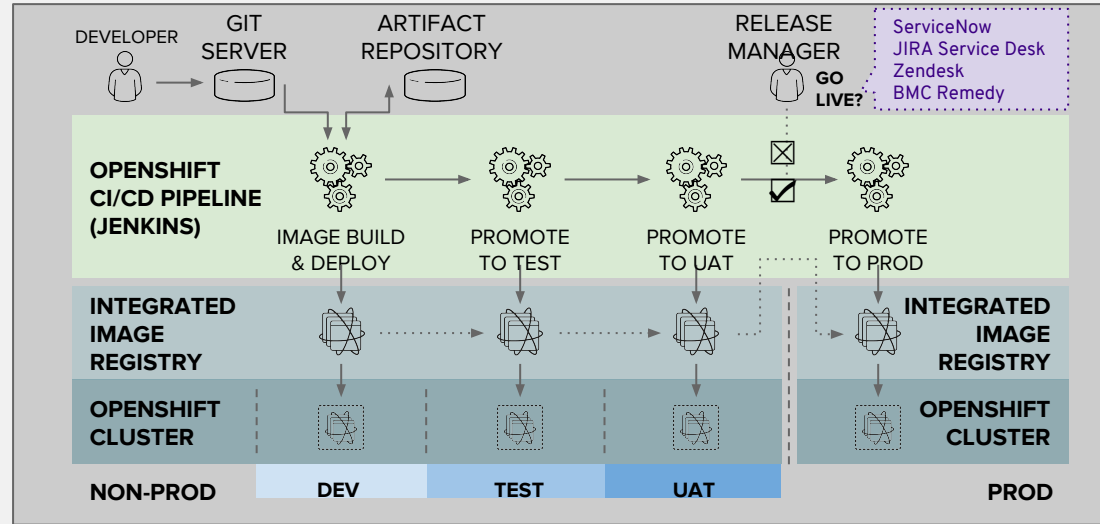 DEVELOPER
GIT
SERVER
ARTIFACT
REPOSITORY
RELEASE
MANAGER
GO
LIVE?
ServiceNow
JIRA Service Desk
Zendesk
BMC Remedy
OPENSHIFT
CI/CD PIPELINE
(JENKINS)
IMAGE BUILD
& DEPLOY
PROMOTE
TO TEST
PROMOTE
TO UAT
PROMOTE
TO PROD
INTEGRATED
IMAGE
REGISTRY
INTEGRATED
IMAGE
REGISTRY
OPENSHIFT
CLUSTER
OPENSHIFT
CLUSTER
NON-PROD
DEV
TEST
UAT
PROD